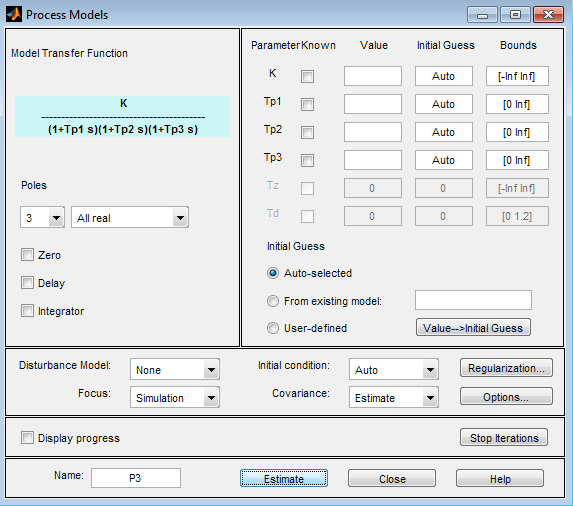 Process Models
Model Transfer Function
K
-----------------------------------------
(1+Tp1 s)(1+Tp2 s)(1+Tp3 s)
Poles
3 All real
Zero
Delay
Integrator
Parameter Known Value Initial Guess Bounds
K Auto [-Inf Inf]
Tp1 Auto [0 Inf]
Tp2 Auto [0 Inf]
Tp3 Auto [0 Inf]
Tz 0 0 [-Inf Inf]
Td 0 0 [0 1.2]
Initial Guess
Auto-selected
From existing model:
User-defined Value-->Initial Guess
Disturbance Model: None Initial condition: Auto Regularization...
Focus: Simulation Covariance: Estimate Options...
Display progress Stop Iterations
Name: P3 Estimate Close Help